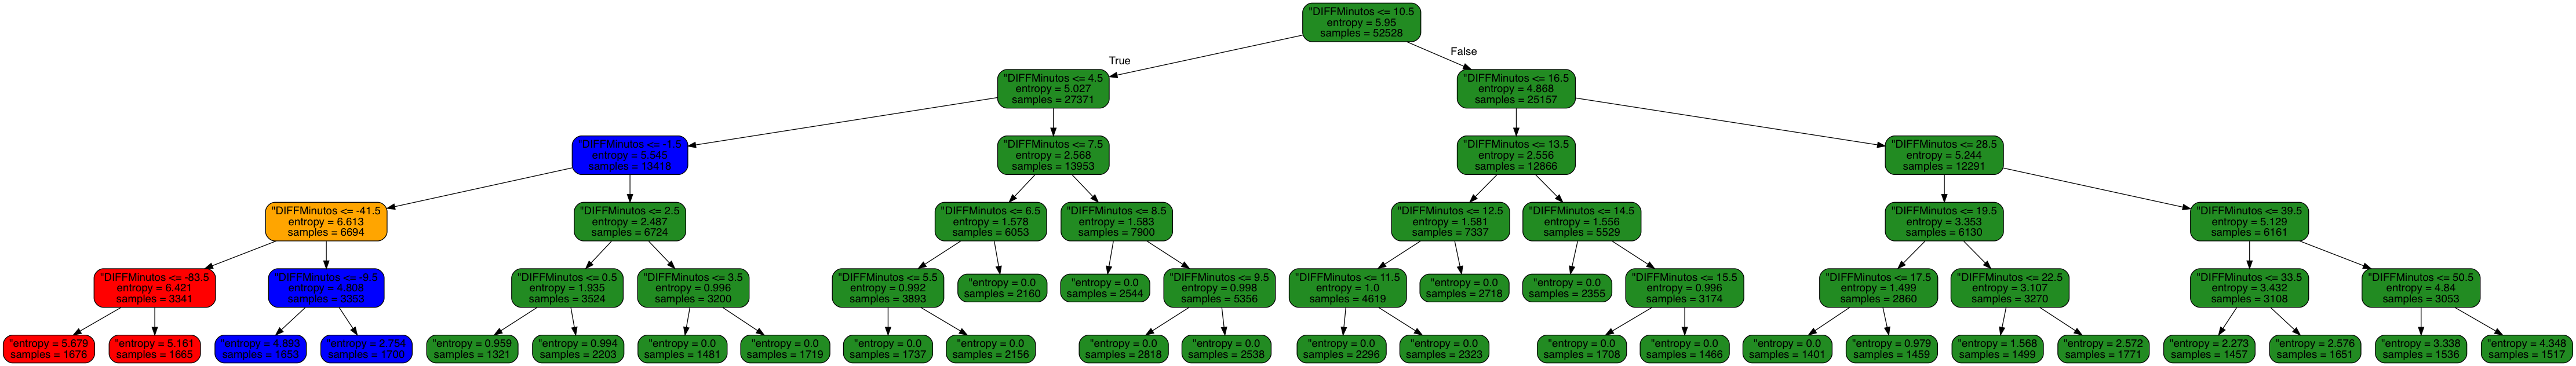 "DIFFMinutos <= 10.5
entropy = 5.95
samples = 52528
True
False
"DIFFMinutos <= 4.5
entropy = 5.027
samples = 27371
"DIFFMinutos <= 16.5
entropy = 4.868
samples = 25157
"DIFFMinutos <= -1.5
entropy = 5.546
samples = 13418
"DIFFMinutos <= 7.5
entropy = 2.568
samples = 13953
"DIFFMinutos <= 13.5
entropy = 2.556
samples = 12866
"DIFFMinutos <= 28.5
entropy = 5.244
samples = 12291
"DIFFMinutos <= -41.5
entropy = 6.613
samples = 6694
"DIFFMinutos <= 2.5
entropy = 2.487
samples = 6724
"DIFFMinutos <= 6.5
entropy = 1.578
samples = 6053
"DIFFMinutos <= 8.5
entropy = 1.583
samples = 7900
"DIFFMinutos <= 12.5
entropy = 1.581
samples = 7337
"DIFFMinutos <= 14.5
entropy = 1.556
samples = 5529
"DIFFMinutos <= 19.5
entropy = 3.353
samples = 6130
"DIFFMinutos <= 39.5
entropy = 5.129
samples = 6161
"DIFFMinutos <= -83.5
entropy = 6.421
samples = 3341
"DIFFMinutos <=
entropy = 4.808
samples = 3353
"DIFFMinutos <= 0.5
entropy = 1.935
samples = 3524
"DIFFMinutos <= 3.5
entropy = 0.996
samples = 3200
"DIFFMinutos <= 5.5
entropy = 0.992
samples = 3893
"entropy = 0.0
samples = 2160
"entropy = 0.0
samples = 2544
"DIFFMinutos <= 9.5
entropy = 0.998
samples = 5356
"DIFFMinutos <= 11.5
entropy = 1.0
samples = 4619
"entropy = 0.0
samples = 2718
"entropy = 0.0
samples = 2355
"DIFFMinutos <= 15.5
entropy = 0.996
samples = 3174
"DIFFMinutos <= 17.5
entropy = 1.499
samples = 2860
"DIFFMinutos <= 22.5
entropy = 3.107
samples = 3270
"DIFFMinutos <= 33.5
entropy = 3.432
samples = 3108
"DIFFMinutos <= 50.5
entropy = 4.84
samples = 3053
"entropy = 5.679
samples = 1676
"entropy = 5.161
samples = 1665
"entropy = 4.893
samples = 1653
"entropy = 2.754
samples = 1700
"entropy = 0.959
samples = 1321
"entropy = 0.994
samples = 2203
"entropy = 0.0
samples = 1481
"entropy = 0.0
samples = 1719
"entropy = 0.0
samples = 1737
"entropy = 0.0
samples = 2156
"entropy = 0.0
samples = 2818
"entropy = 0.0
samples = 2538
"entropy = 0.0
samples = 2296
"entropy = 0.0
samples = 2323
"entropy = 0.0
samples = 1708
"entropy = 0.0
samples = 1466
"entropy = 0.0
samples = 1401
"entropy = 0.979
samples = 1459
"entropy = 1.568
samples = 1499
"entropy = 2.572
samples = 1771
"entropy = 2.273
samples = 1457
"entropy = 2.576
samples = 1651
"entropy = 3.338
samples = 1536
"entropy = 4.348
samples = 1517